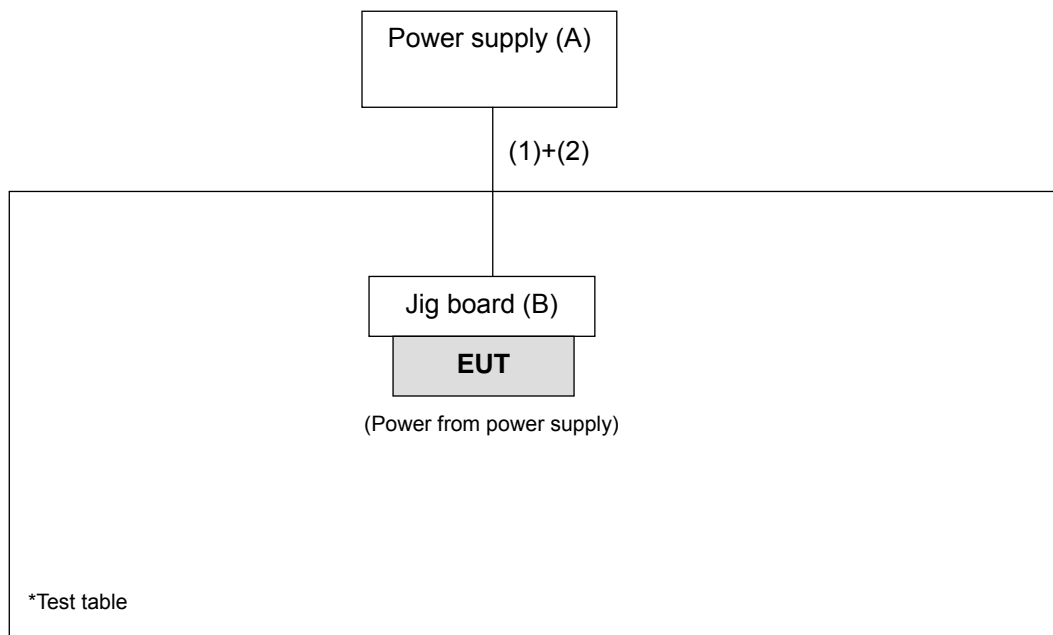 Power supply (A)
(1)+(2)
Jig board (B)
EUT
(Power from power supply)
*Test table